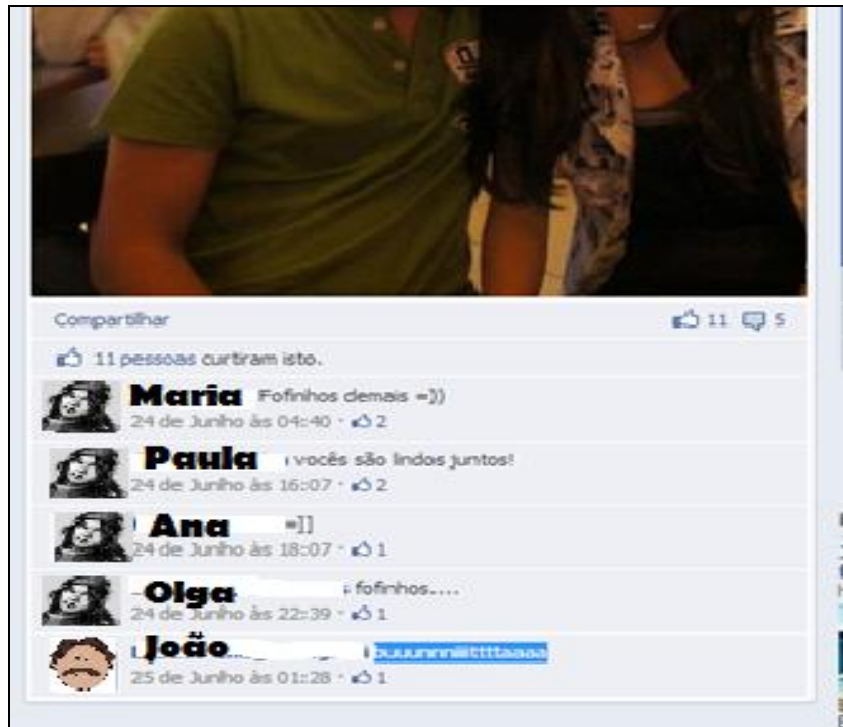 Compartilhar 11 5
11 pessoas curtiram isto.
Maria Fofinhos demais =))
24 de Junho às 04:40 · 2
Paula vocês são lindos juntos!
24 de Junho às 16:07 · 2
Ana =]]
24 de Junho às 18:07 · 1
Olga fofinhos....
24 de Junho às 22:39 · 1
João
25 de Junho às 01:28 · 1